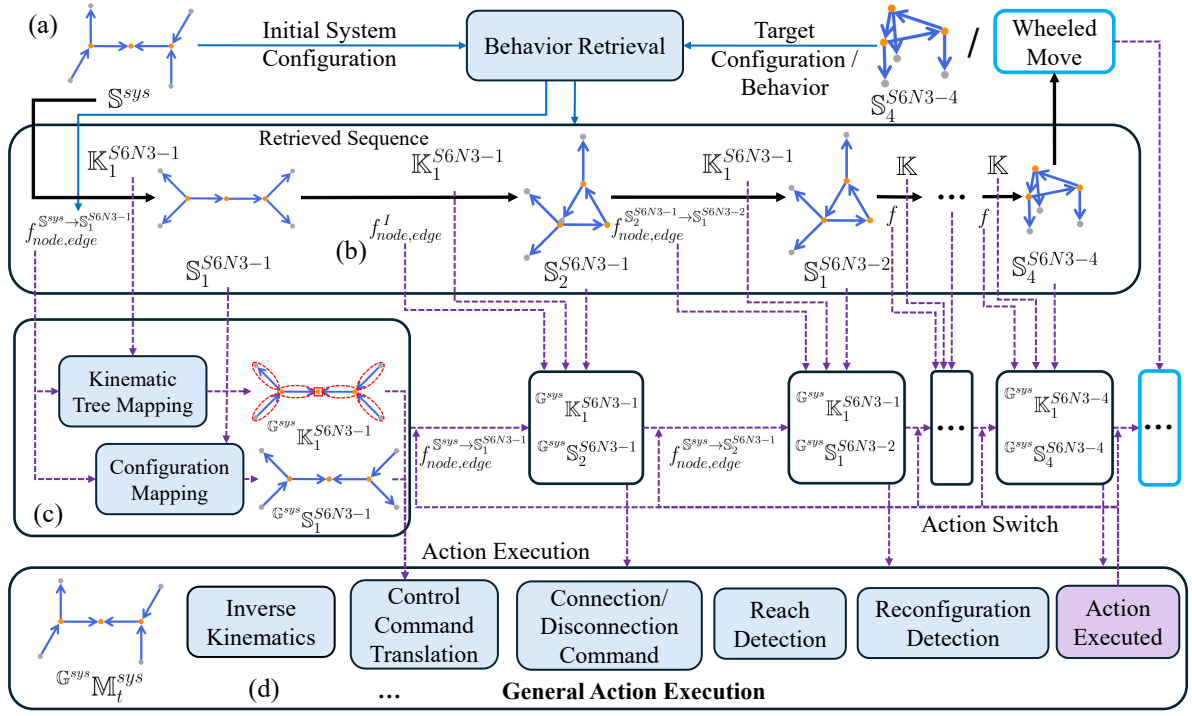 (a)
Initial System
Configuration
Behavior Retrieval
Target
Configuration /
Behavior
/
Wheeled
Move
𝕊^{sys}
𝕊_4^{S6N3-4}
Retrieved Sequence
𝕂_1^{S6N3-1}
𝕂_1^{S6N3-1}
𝕂_1^{S6N3-1}
𝕂
𝕂
...
f_{node,edge}^{𝕊^{sys}→𝕊_1^{S6N3-1}}
f_{node,edge}^{I}
f_{node,edge}^{𝕊_2^{S6N3-1}→𝕊_1^{S6N3-2}}
f
f
(b)
𝕊_1^{S6N3-1}
𝕊_2^{S6N3-1}
𝕊_1^{S6N3-2}
𝕊_4^{S6N3-4}
Kinematic
Tree Mapping
^{𝔾^{sys}}𝕂_1^{S6N3-1}
Configuration
Mapping
^{𝔾^{sys}}𝕊_1^{S6N3-1}
(c)
f_{node,edge}^{𝕊^{sys}→𝕊_1^{S6N3-1}}
^{𝔾^{sys}}𝕂_1^{S6N3-1}
^{𝔾^{sys}}𝕊_2^{S6N3-1}
f_{node,edge}^{𝕊^{sys}→𝕊_2^{S6N3-1}}
^{𝔾^{sys}}𝕂_1^{S6N3-1}
^{𝔾^{sys}}𝕊_1^{S6N3-2}
...
^{𝔾^{sys}}𝕂_1^{S6N3-4}
^{𝔾^{sys}}𝕊_4^{S6N3-4}
...
Action Switch
Action Execution
^{𝔾^{sys}}𝕄_t^{sys}
Inverse
Kinematics
Control
Command
Translation
Connection/
Disconnection
Command
Reach
Detection
Reconfiguration
Detection
Action
Executed
(d)
...
General Action Execution